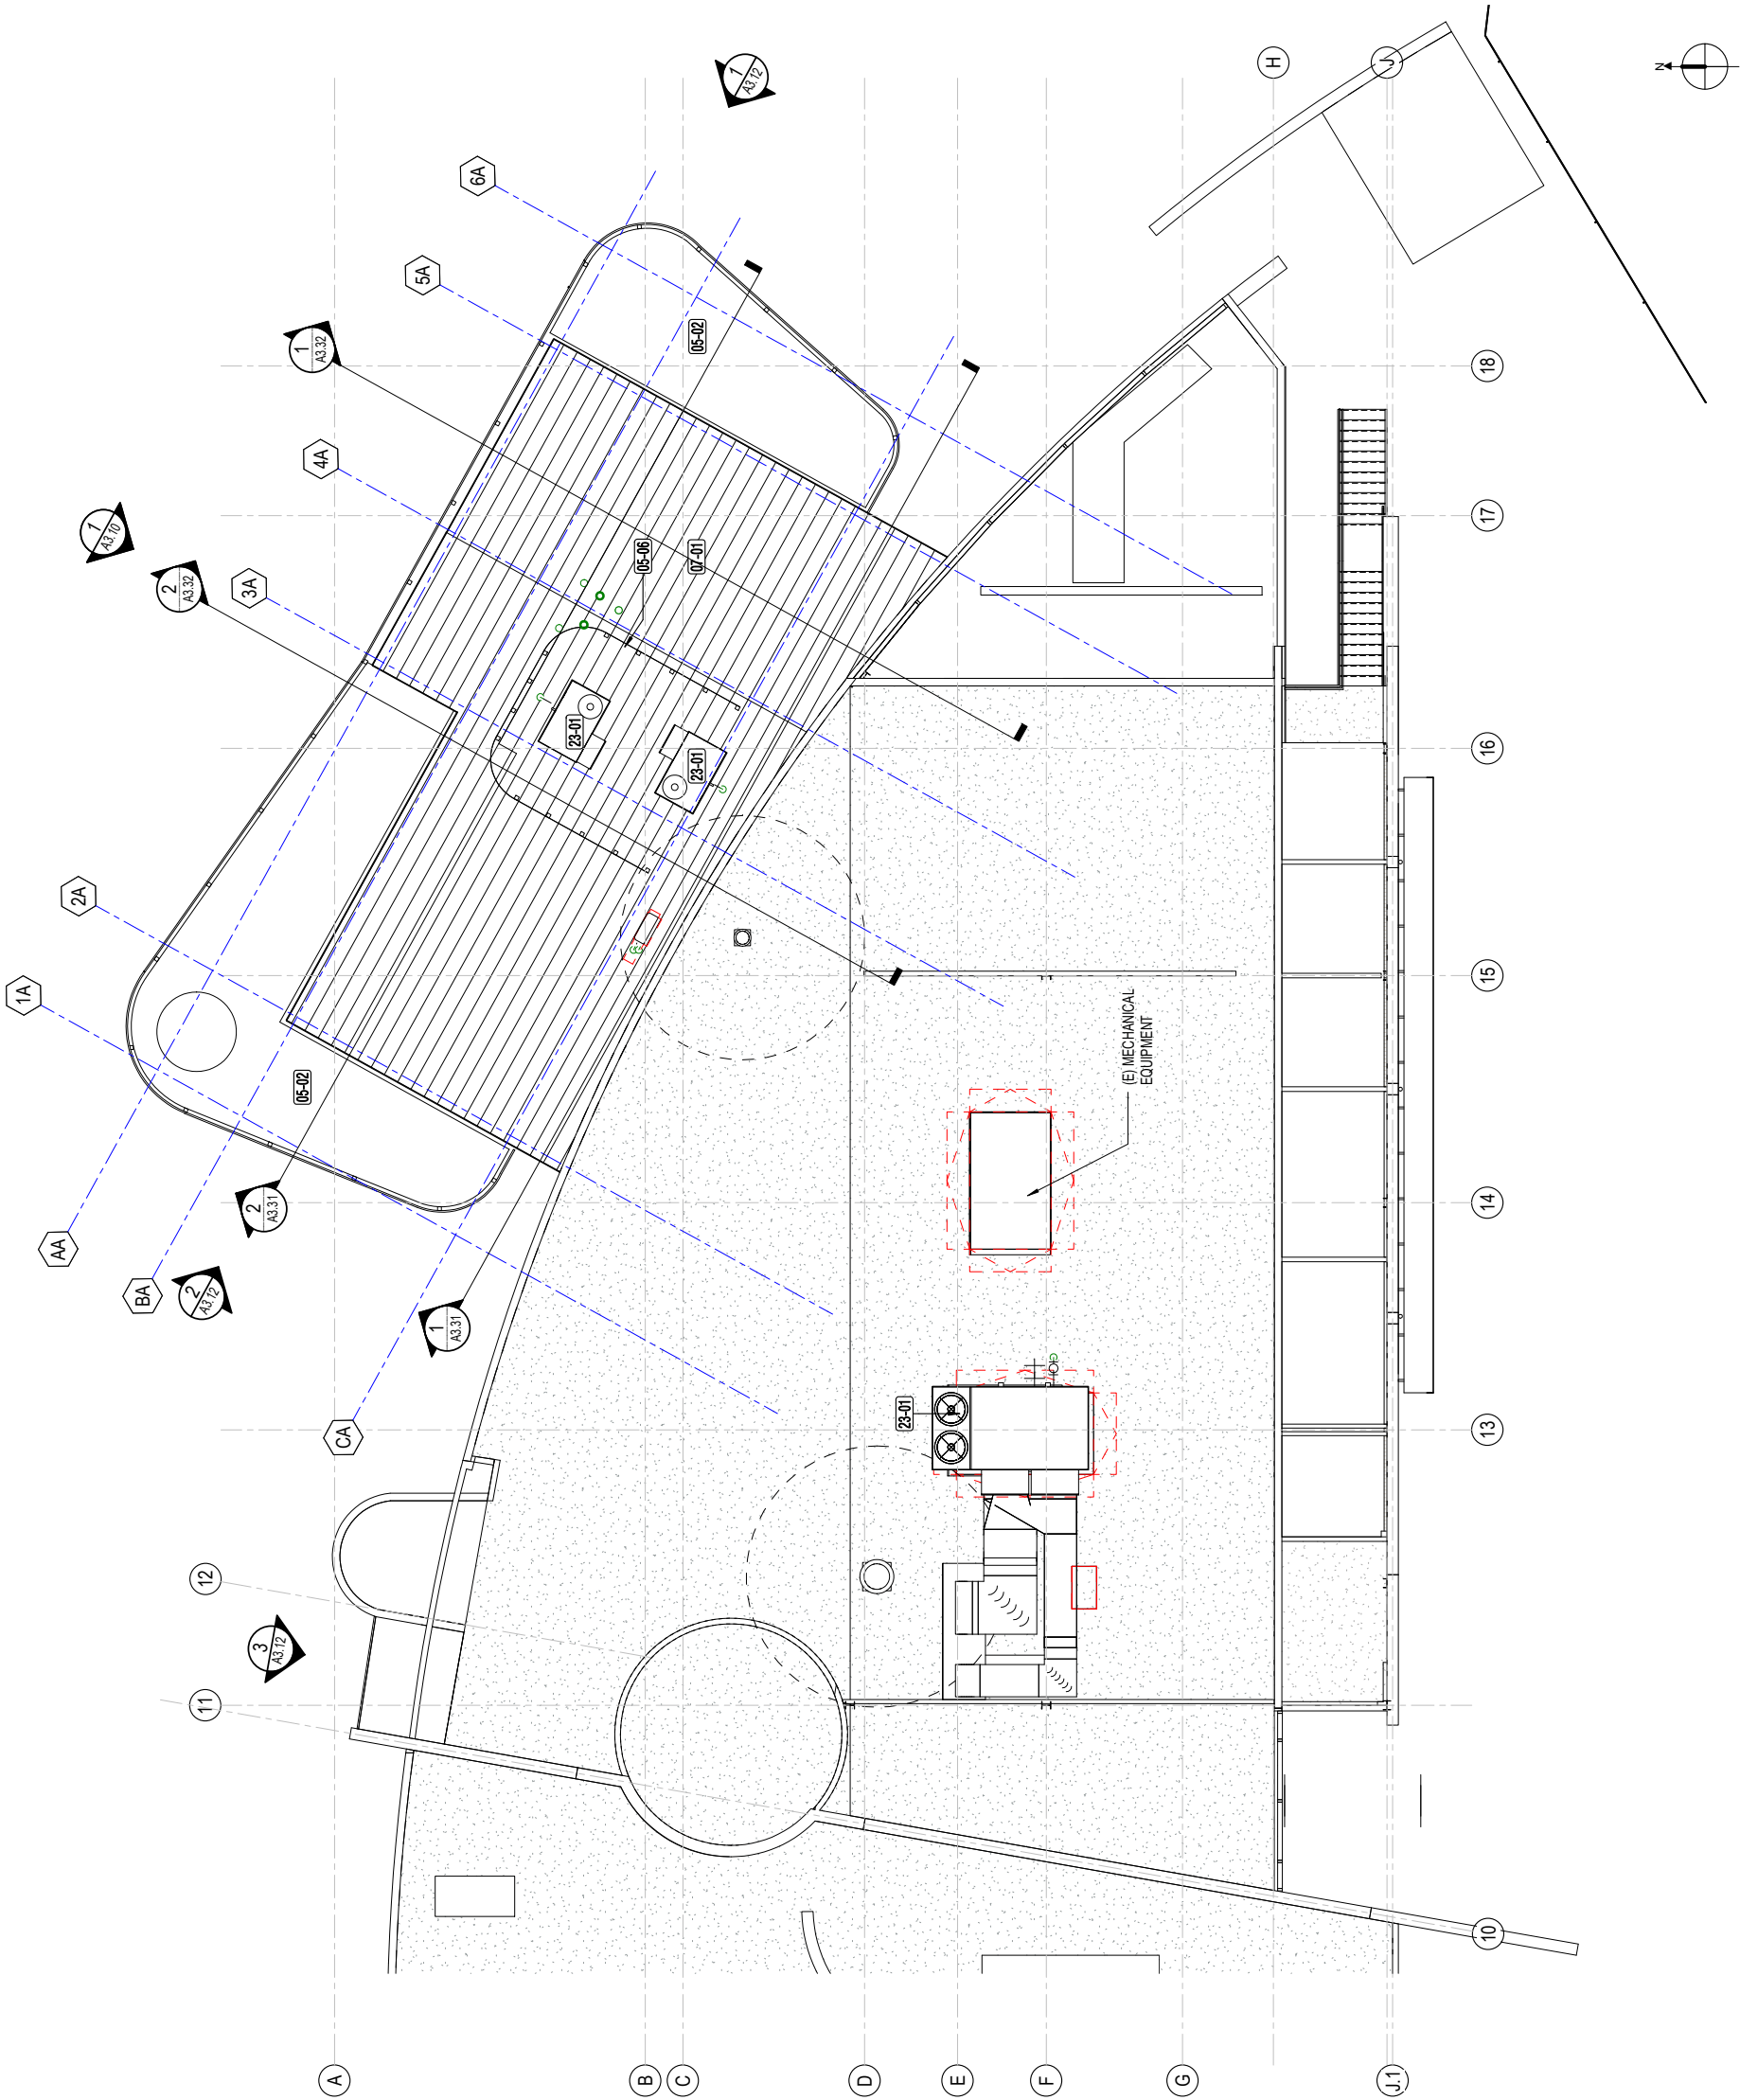 1
A3.12
H
J
N
6A
5A
1
A3.32
4A
1
A3.10
2
A3.32
3A
2A
1A
05-02
18
17
05-06
07-01
23-01
23-01
16
15
(E) MECHANICAL
EQUIPMENT
05-02
14
AA
BA
2
A3.31
2
A3.12
1
A3.31
CA
23-01
13
12
3
A3.12
11
10
A
B
C
D
E
F
G
J.1
G
G
G
G